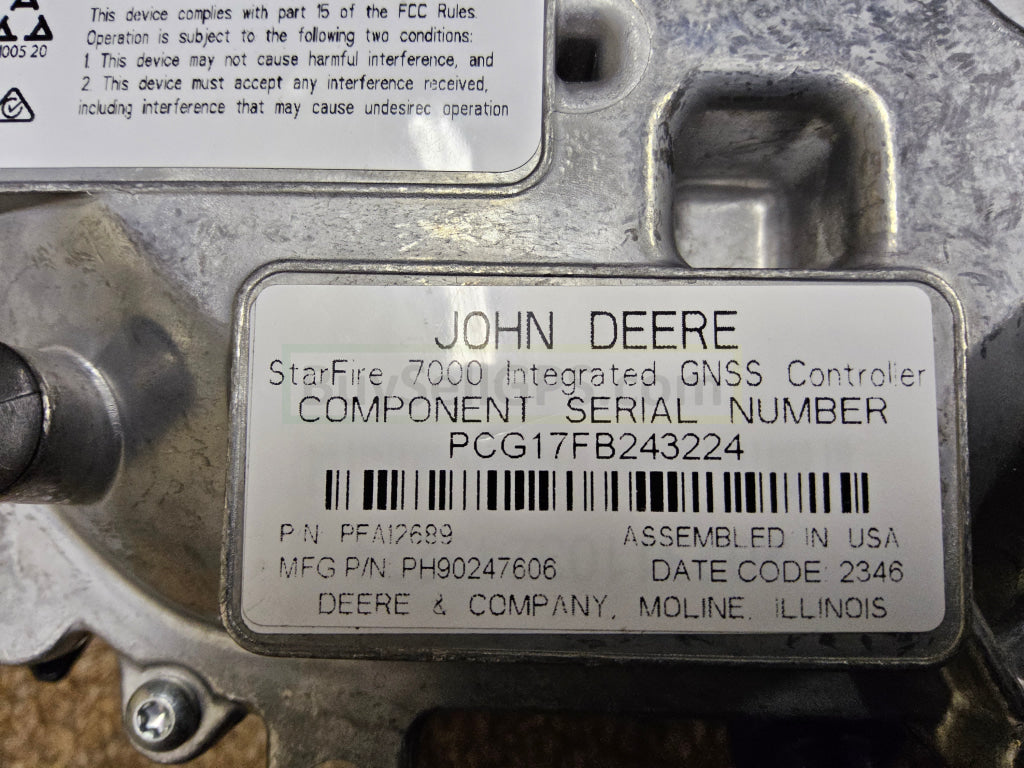 This device complies with part 15 of the FCC Rules.
Operation is subject to the following two conditions:
1. This device may not cause harmful interference, and
2. This device must accept any interference received,
including interference that may cause undesired operation
1005 20
JOHN DEERE
StarFire 7000 Integrated GNSS Controller
COMPONENT SERIAL NUMBER
PCG17FB243224
P/N: PFA12689 ASSEMBLED IN USA
MFG P/N: PH90247606 DATE CODE: 2346
DEERE & COMPANY, MOLINE, ILLINOIS